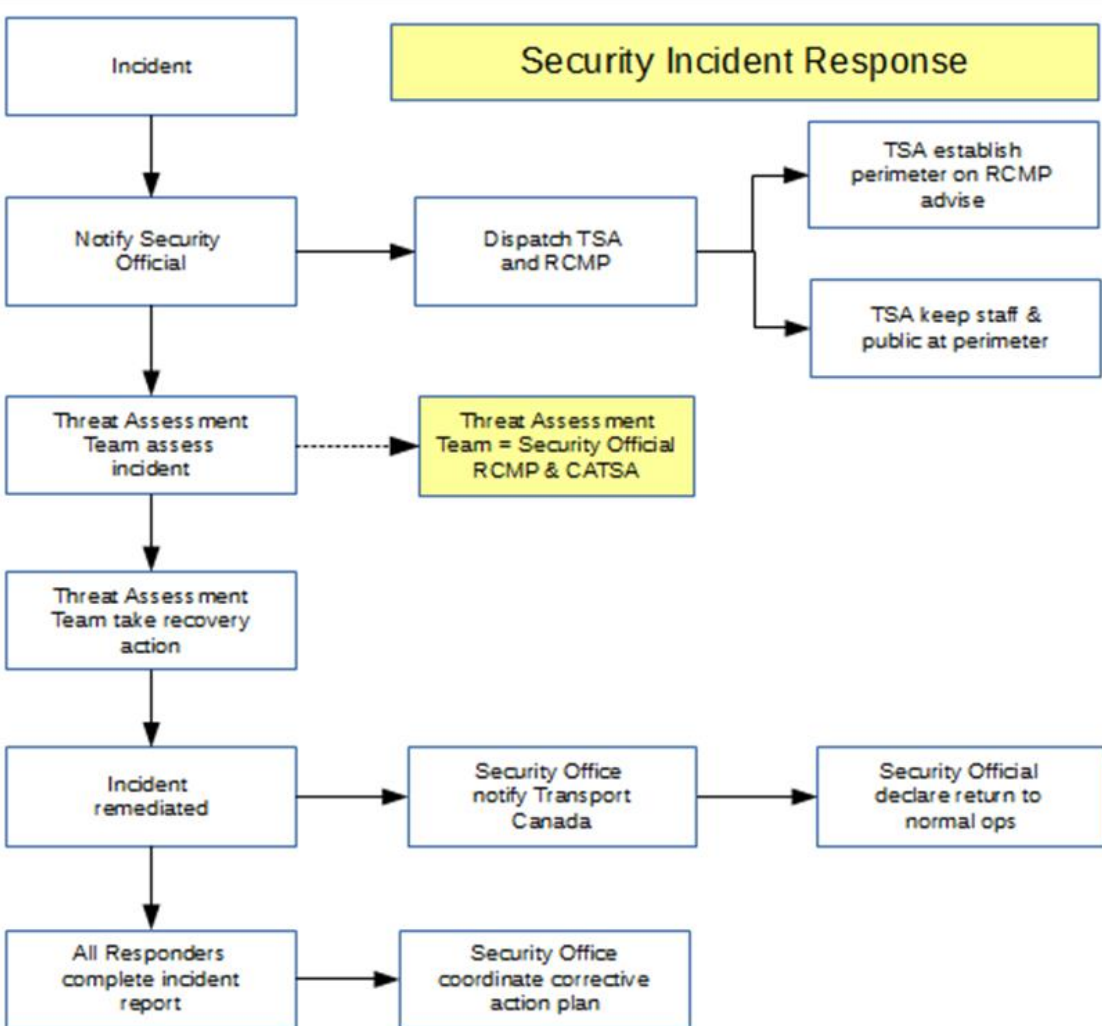 Incident
Security Incident Response
TSA establish
perimeter on RCMP
advise
Notify Security
Official
Dispatch TSA
and RCMP
TSA keep staff &
public at perimeter
Threat Assessment
Team assess
incident
Threat Assessment
Team = Security Official
RCMP & CATSA
Threat Assessment
Team take recovery
action
Incident
remediated
Security Office
notify Transport
Canada
Security Official
declare return to
normal ops
All Responders
complete incident
report
Security Office
coordinate corrective
action plan